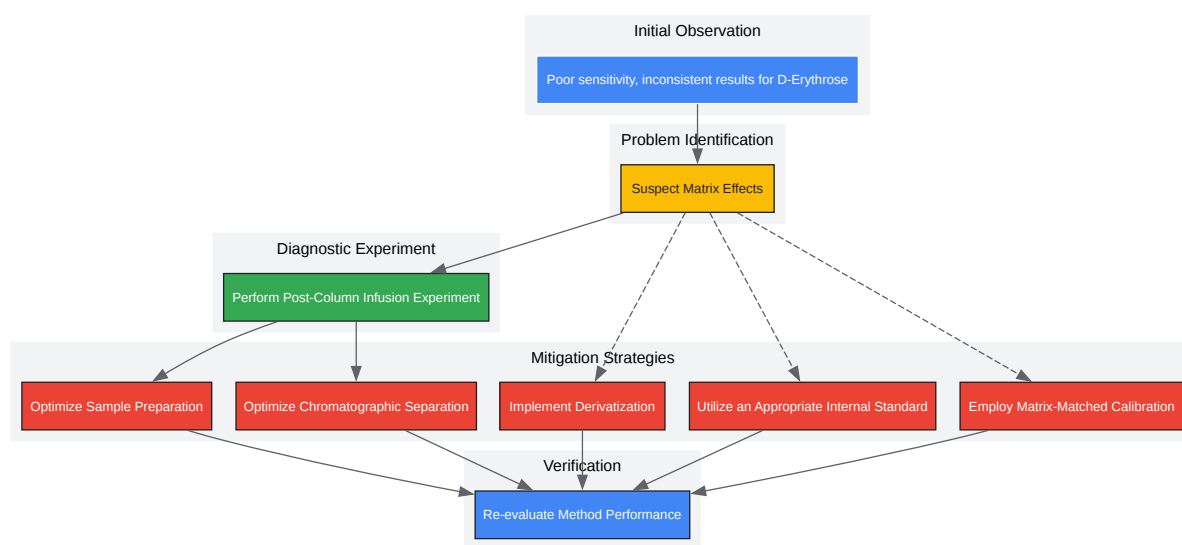 Initial Observation
Poor sensitivity, inconsistent results for D-Erythrose
Problem Identification
Suspect Matrix Effects
Diagnostic Experiment
Perform Post-Column Infusion Experiment
Mitigation Strategies
Optimize Sample Preparation
Optimize Chromatographic Separation
Implement Derivatization
Utilize an Appropriate Internal Standard
Employ Matrix-Matched Calibration
Verification
Re-evaluate Method Performance